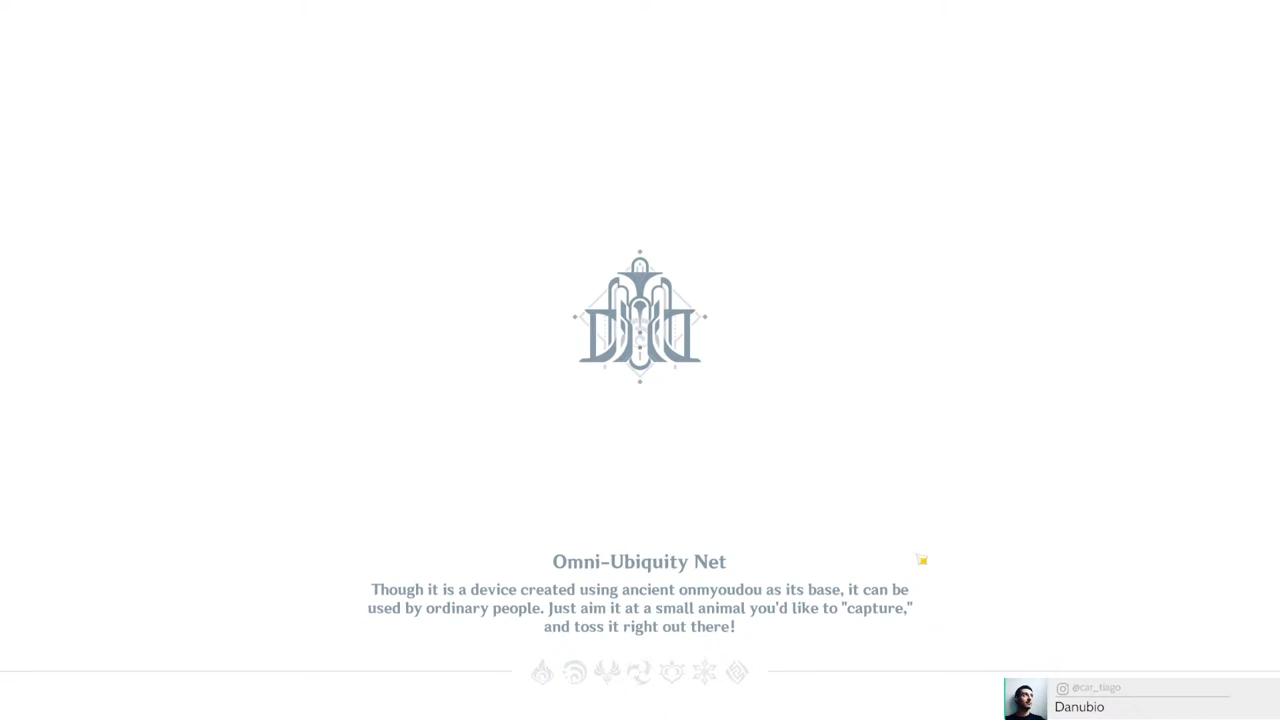 Omni-Ubiquity Net
Though it is a device created using ancient onmyoudou as its base, it can be
used by ordinary people. Just aim it at a small animal you'd like to "capture,"
and toss it right out there!
@car_tiago
Danubio